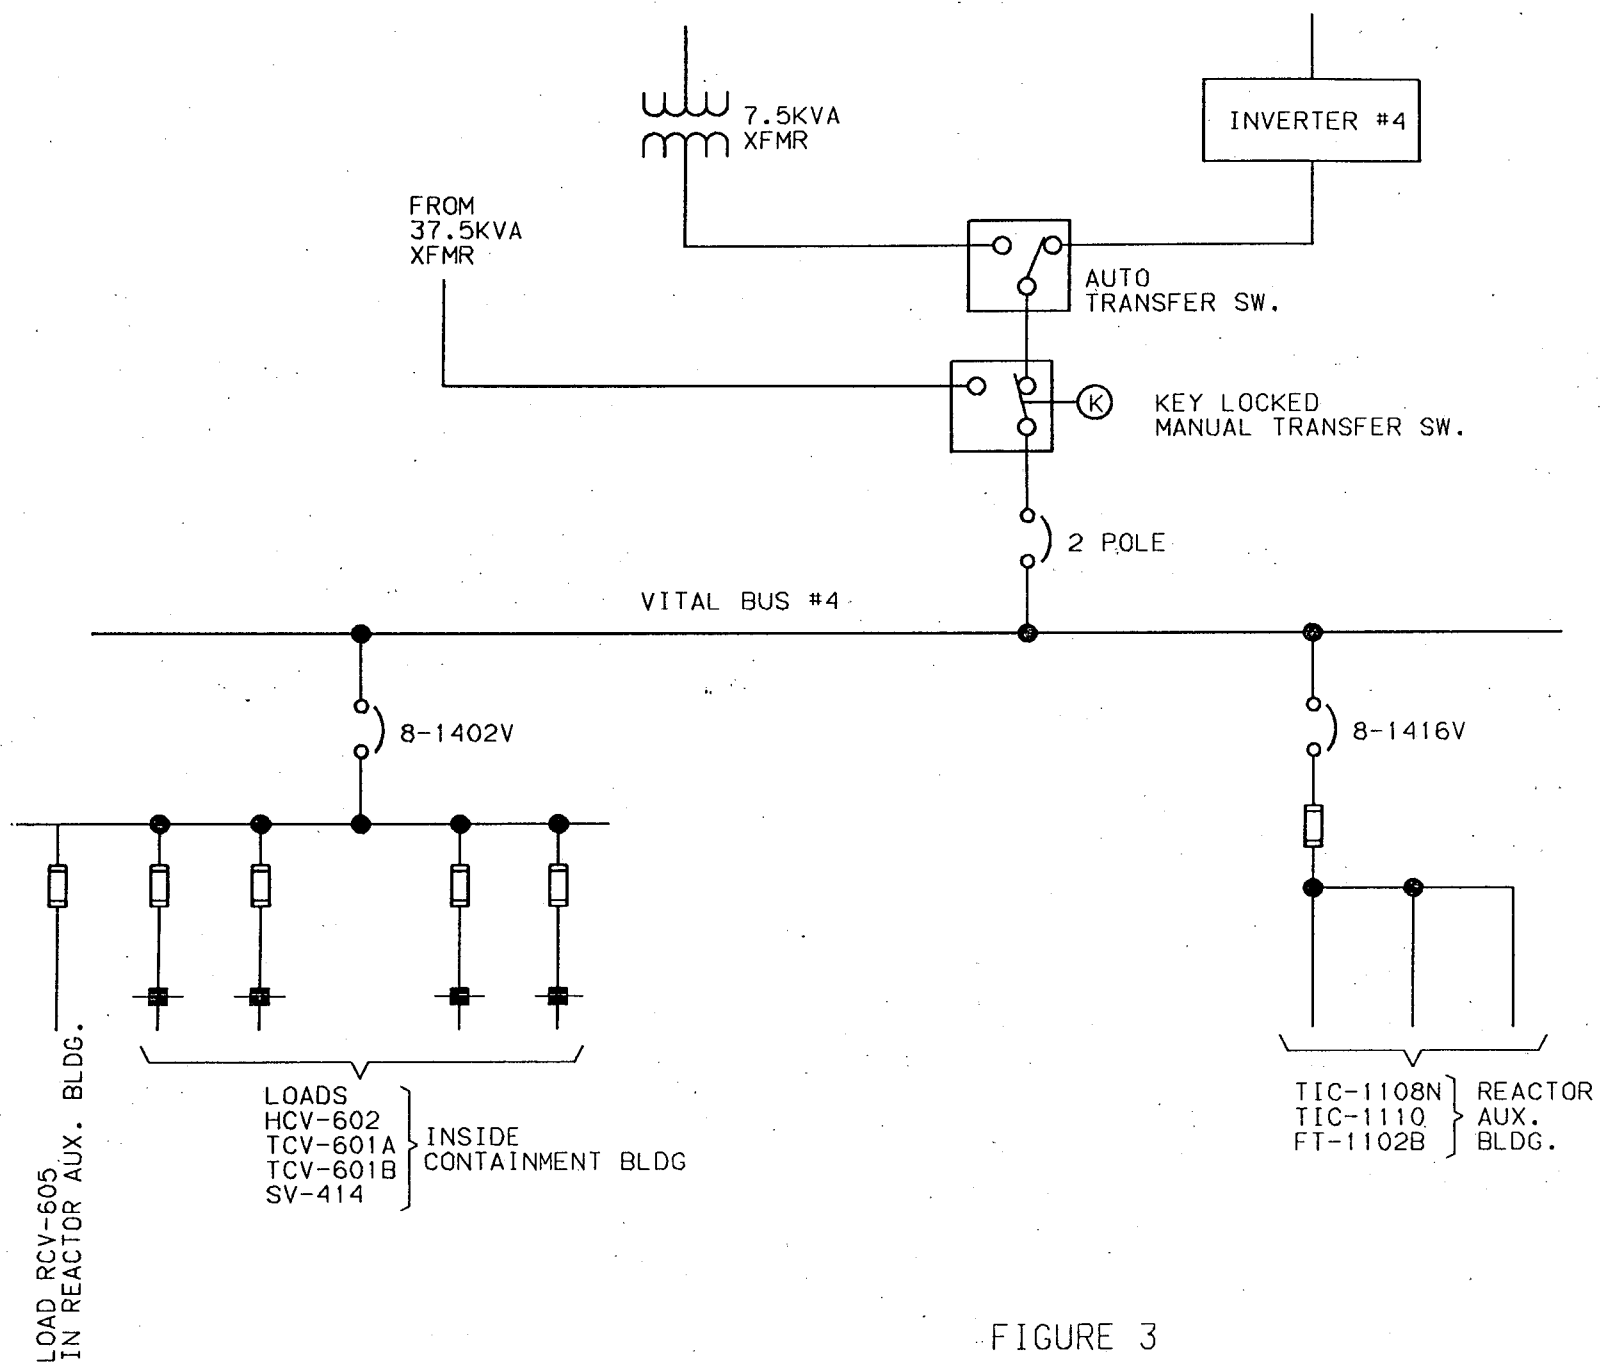 7.5KVA
XFMR
INVERTER #4
FROM
37.5KVA
XFMR
AUTO
TRANSFER SW.
K
KEY LOCKED
MANUAL TRANSFER SW.
2 POLE
VITAL BUS #4
8-1402V
8-1416V
LOAD RCV-605
IN REACTOR AUX. BLDG.
LOADS
HCV-602
TCV-601A
TCV-601B
SV-414
INSIDE
CONTAINMENT BLDG
TIC-1108N
TIC-1110
FT-1102B
REACTOR
AUX.
BLDG.
FIGURE 3